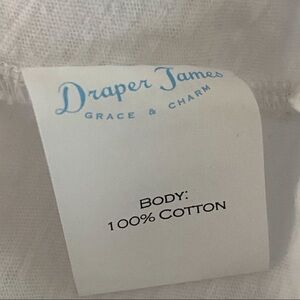 Draper James
GRACE & CHARM
BODY:
100% COTTON